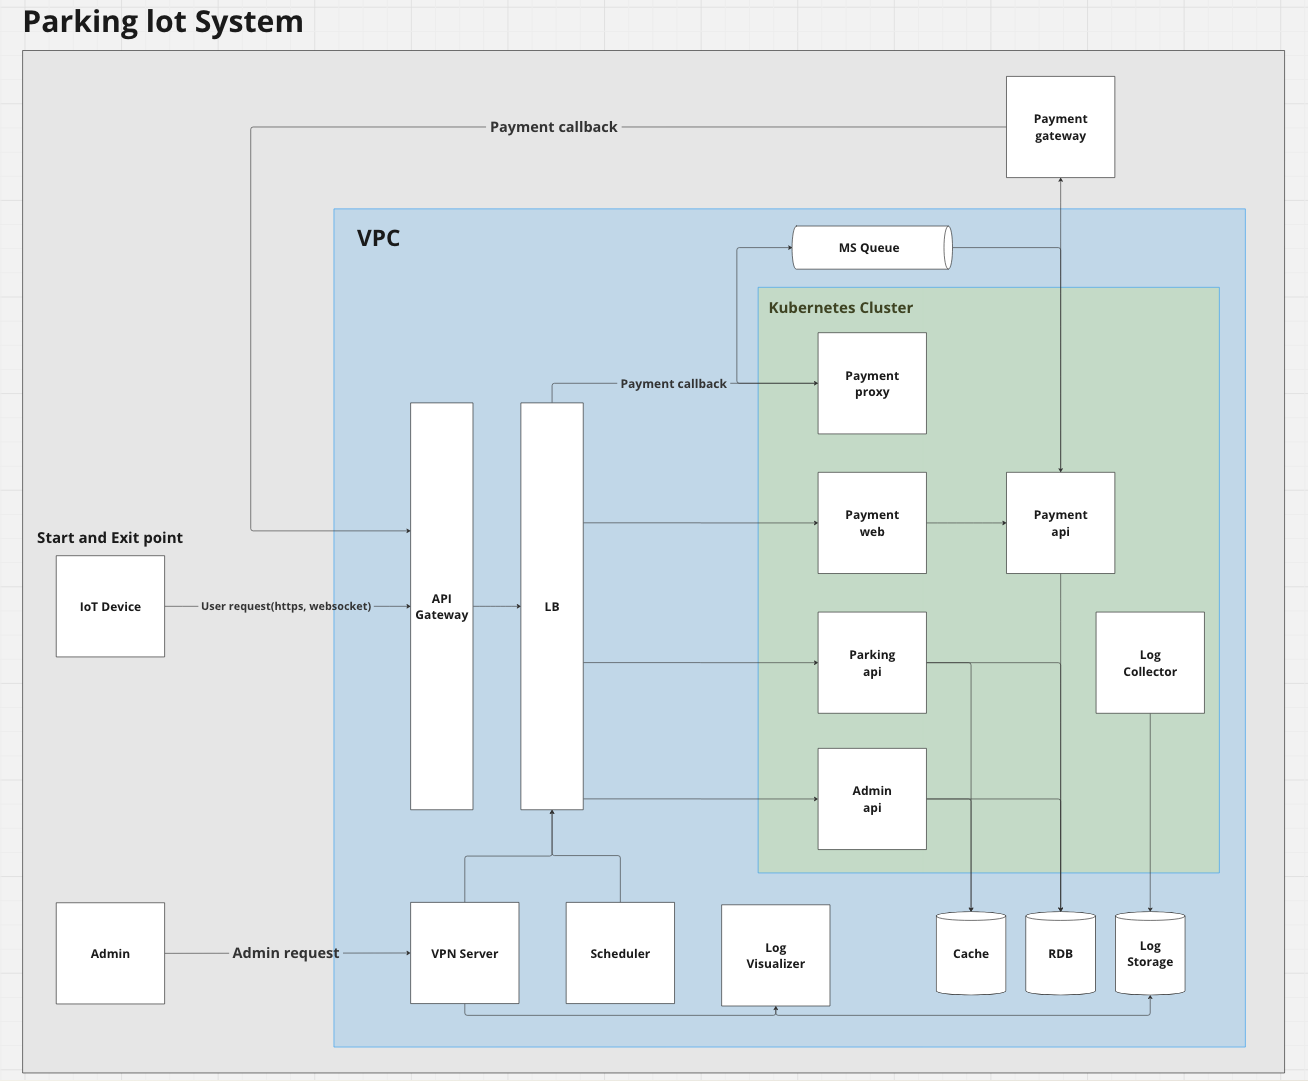 Parking lot System
Payment
gateway
Payment callback
VPC
MS Queue
Kubernetes Cluster
Payment
proxy
Payment callback
Payment
web
Payment
api
Start and Exit point
IoT Device
User request(https, websocket)
API
Gateway
LB
Parking
api
Log
Collector
Admin
api
Admin
Admin request
VPN Server
Scheduler
Log
Visualizer
Cache
RDB
Log
Storage